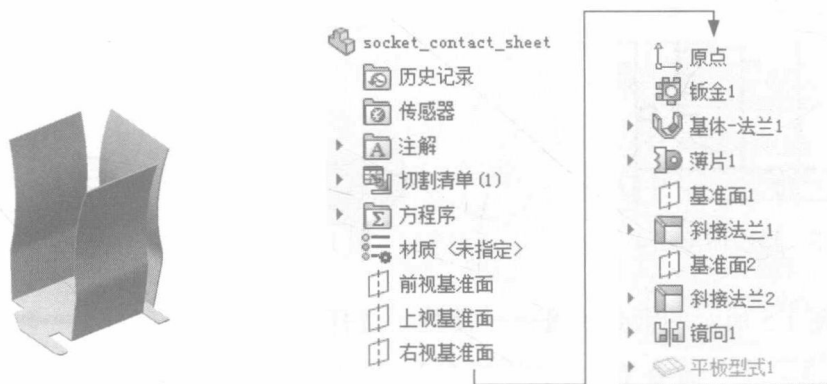 socket_contact_sheet
历史记录
传感器
注解
切割清单(1)
方程序
材质 <未指定>
前视基准面
上视基准面
右视基准面
原点
钣金1
基体-法兰1
薄片1
基准面1
斜接法兰1
基准面2
斜接法兰2
镜向1
平板型式1